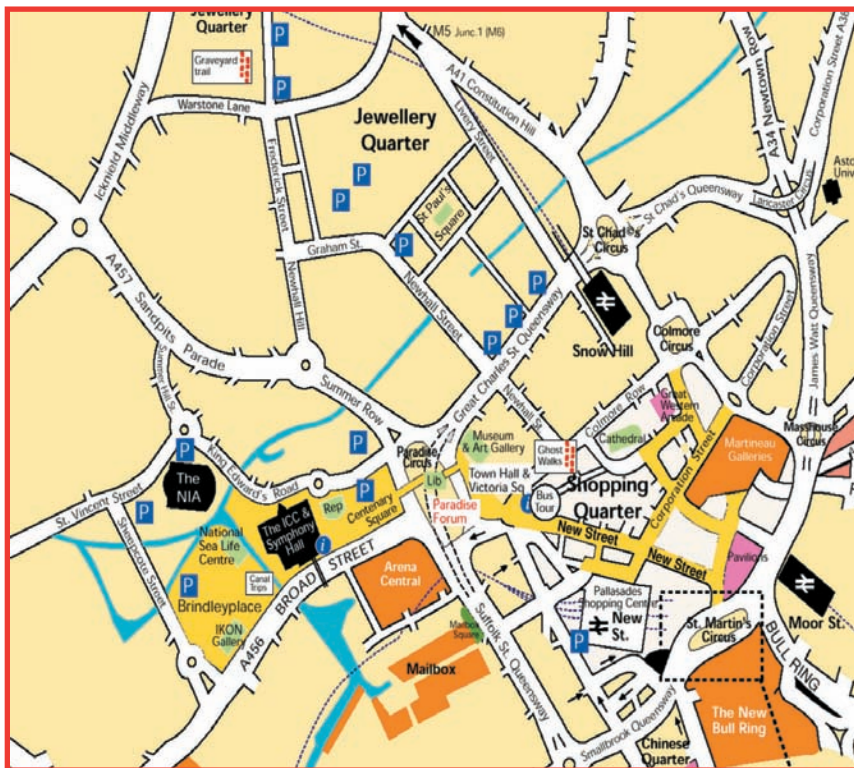 Jewellery
Quarter
P
M5 Junc.1 (M6)
Graveyard
trail
P
Warstone Lane
Icknield Middleway
Frederick Street
Jewellery
Quarter
Livery Street
A41 Constitution Hill
A34 Newtown Row
Corporation Street A38
St Chad's Queensway
Lancaster Circus
P
P
St Paul's
Square
P
Graham St.
St Chad©s
Circus
A457 Sandpits Parade
Newhall Hill
Newhall Street
P
P
P
Great Charles St Queensway
Snow Hill
Colmore
Circus
Corporation Street
James Watt Queensway
Summer Hill St.
Summer Row
Newhall St.
Colmore Row
Great
Western
Arcade
Masshouse
Circus
P
King Edward's Road
P
Paradise
Circus
Museum
& Art Gallery
Cathedral
Ghost
Walks
Martineau
Galleries
The
NIA
St. Vincent Street
P
Rep
P
Centenary
Square
Lib
Town Hall &
Victoria Sq
Bus
Tour
i
Shopping
Quarter
Corporation Street
Sheepcote Street
National
Sea Life
Centre
The ICC &
Symphony
Hall
i
Paradise
Forum
New Street
New Street
Pavilions
P
Brindleyplace
Canal
Trips
A456 BROAD STREET
Arena
Central
IKON
Gallery
Mailbox
Square
Suffolk St. Queensway
Pallasades
Shopping Center
New
St.
P
St. Martin's
Circus
Moor St.
BULL RING
Mailbox
Smallbrook Queensway
The New
Bull Ring
Chinese
Quarter